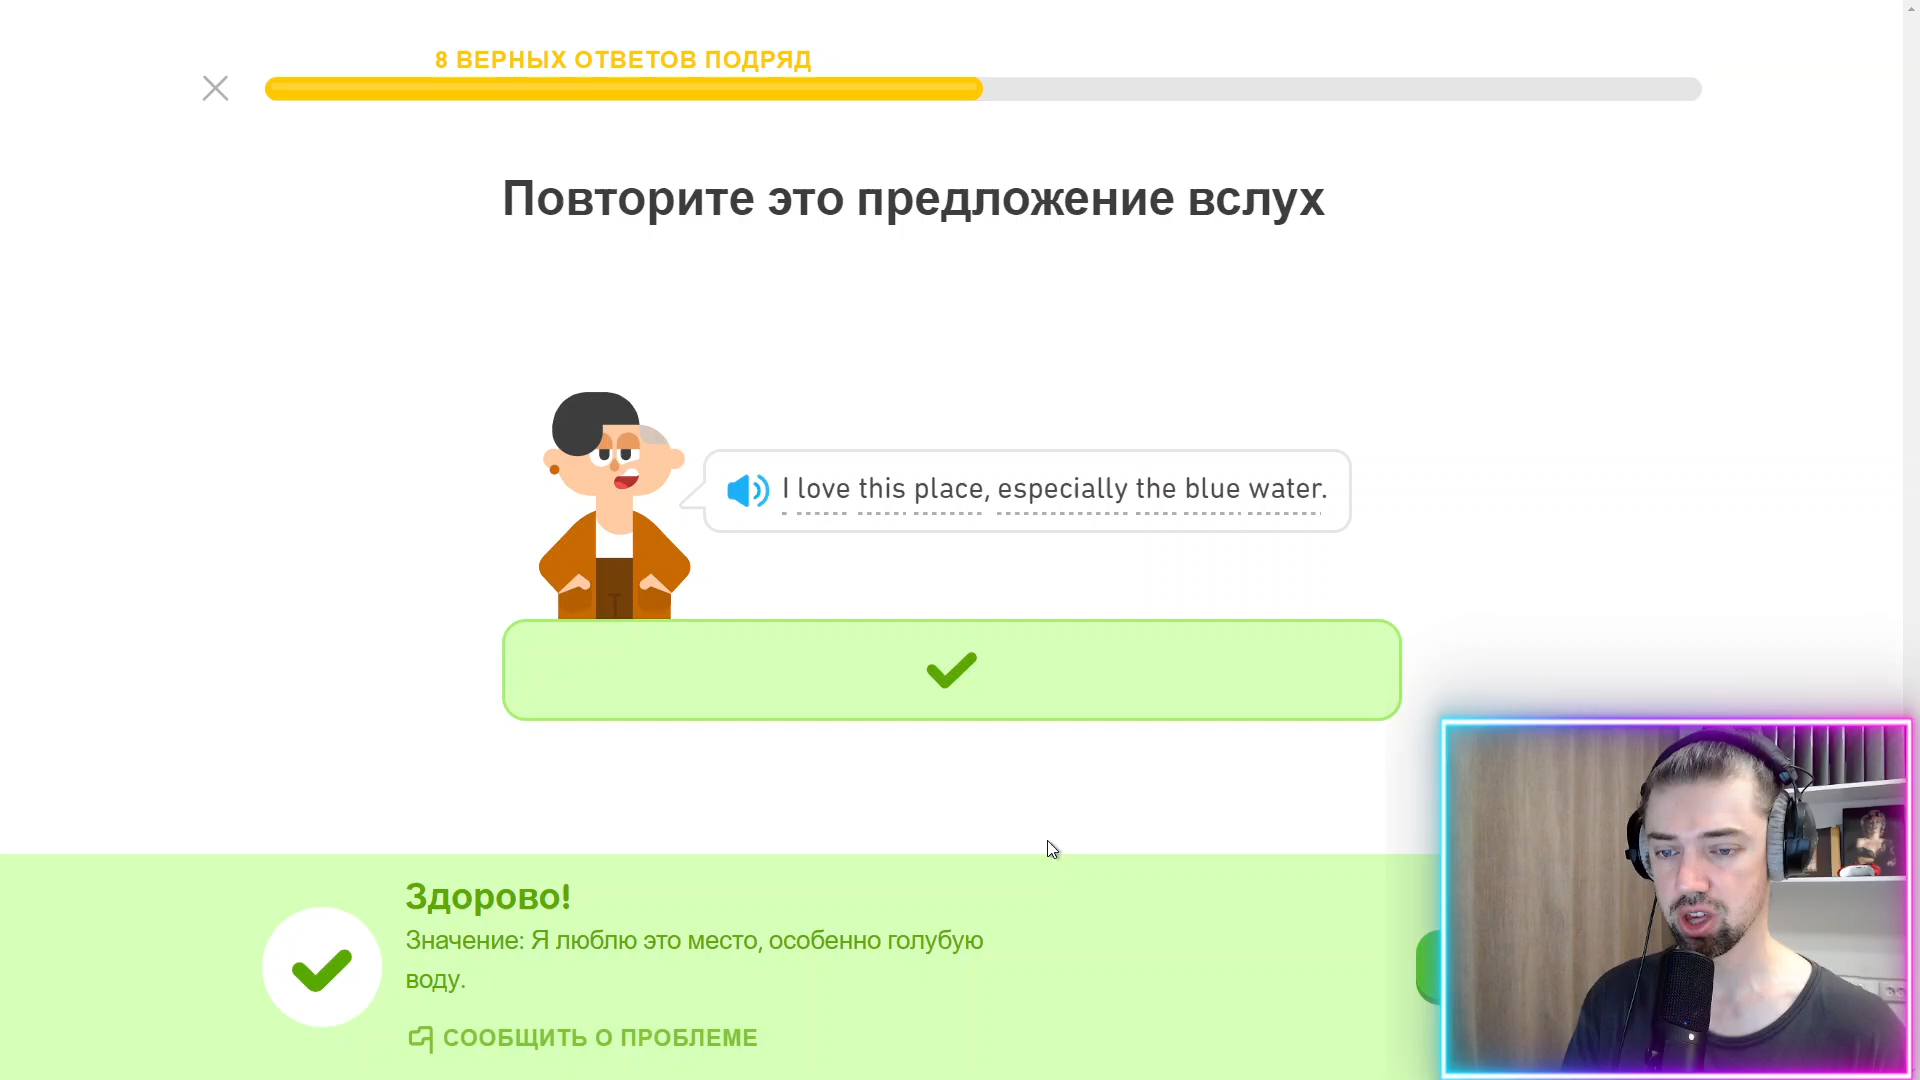 8 ВЕРНЫХ ОТВЕТОВ ПОДРЯД
Повторите это предложение вслух
I love this place, especially the blue water.
Здорово!
Значение: Я люблю это место, особенно голубую
воду.
СООБЩИТЬ О ПРОБЛЕМЕ